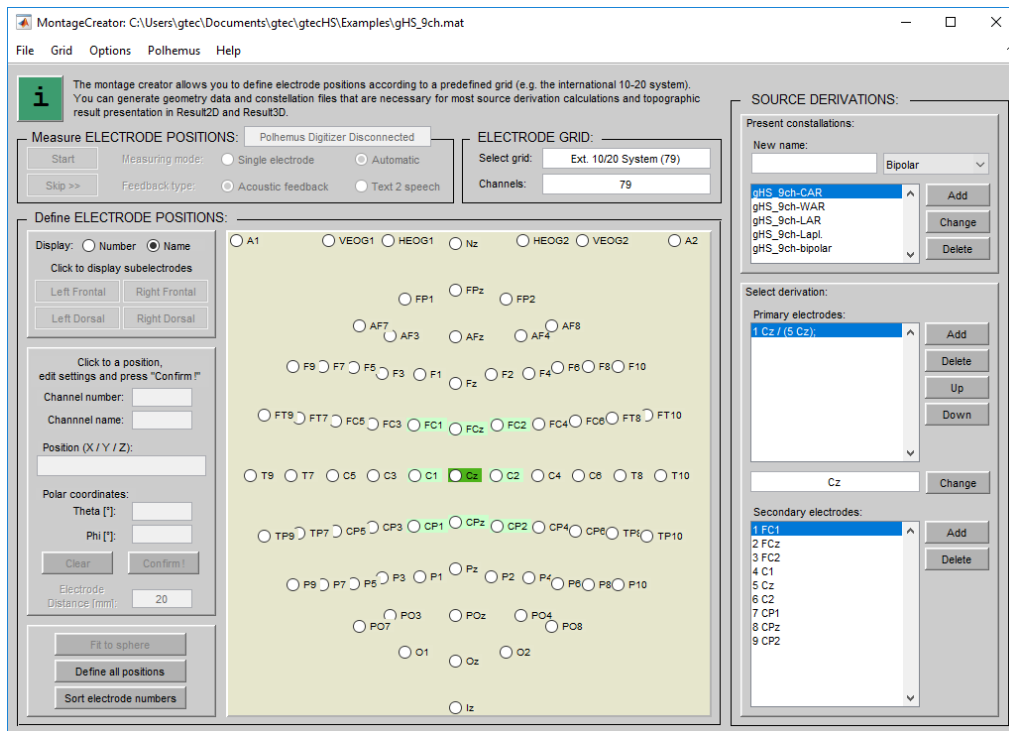 MontageCreator: C:\Users\gtec\Documents\gtec\gtecHS\Examples\gHS_9ch.mat
File Grid Options Polhemus Help
i
The montage creator allows you to define electrode positions according to a predefined grid (e.g. the international 10-20 system).
You can generate geometry data and constellation files that are necessary for most source derivation calculations and topographic
result presentation in Result2D and Result3D.
Measure ELECTRODE POSITIONS: Polhemus Digitizer Disconnected
Start Measuring mode: Single electrode Automatic
Skip >> Feedback type: Acoustic feedback Text 2 speech
ELECTRODE GRID:
Select grid: Ext. 10/20 System (79)
Channels: 79
Define ELECTRODE POSITIONS:
Display: Number Name
Click to display subelectrodes
Left Frontal Right Frontal
Left Dorsal Right Dorsal
Click to a position,
edit settings and press "Confirm !"
Channel number:
Channnel name:
Position (X / Y / Z):
Polar coordinates:
Theta [°]:
Phi [°]:
Clear Confirm !
Electrode
Distance [mm]: 20
Fit to sphere
Define all positions
Sort electrode numbers
A1 VEOG1 HEOG1 Nz HEOG2 VEOG2 A2
FP1 FPz FP2
AF7 AF3 AFz AF4 AF8
F9 F7 F5 F3 F1 Fz F2 F4 F6 F8 F10
FT9 FT7 FC5 FC3 FC1 FCz FC2 FC4 FC6 FT8 FT10
T9 T7 C5 C3 C1 Cz C2 C4 C6 T8 T10
TP9 TP7 CP5 CP3 CP1 CPz CP2 CP4 CP6 TP8 TP10
P9 P7 P5 P3 P1 Pz P2 P4 P6 P8 P10
PO7 PO3 POz PO4 PO8
O1 Oz O2
Iz
SOURCE DERIVATIONS:
Present constallations:
New name:
Bipolar
gHS_9ch-CAR
gHS_9ch-WAR
gHS_9ch-LAR
gHS_9ch-Lapl.
gHS_9ch-bipolar
Add
Change
Delete
Select derivation:
Primary electrodes:
1 Cz / (5 Cz);
Add
Delete
Up
Down
Cz Change
Secondary electrodes:
1 FC1
2 FCz
3 FC2
4 C1
5 Cz
6 C2
7 CP1
8 CPz
9 CP2
Add
Delete